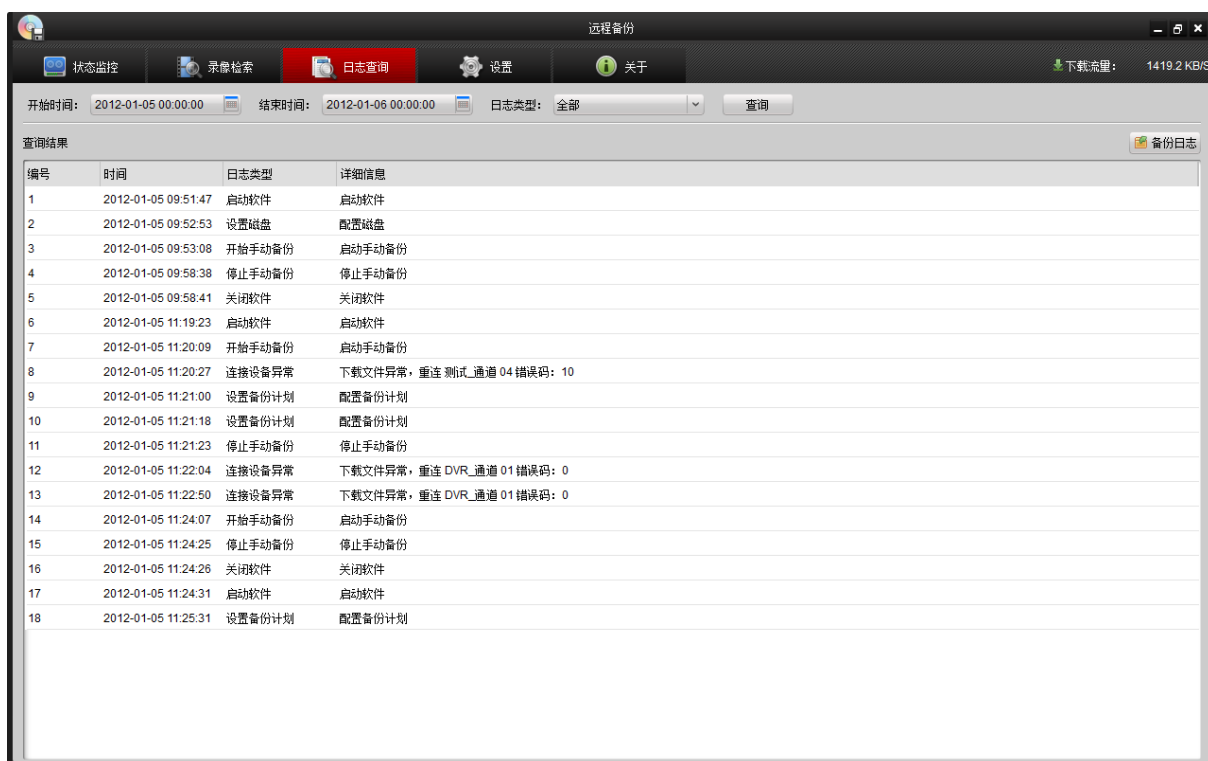 远程备份
状态监控 录像检索 日志查询 设置 关于 下载流量: 1419.2 KB/S
开始时间: 2012-01-05 00:00:00 结束时间: 2012-01-06 00:00:00 日志类型: 全部 查询
查询结果 备份日志
编号 时间 日志类型 详细信息
1 2012-01-05 09:51:47 启动软件 启动软件
2 2012-01-05 09:52:53 设置磁盘 配置磁盘
3 2012-01-05 09:53:08 开始手动备份 启动手动备份
4 2012-01-05 09:58:38 停止手动备份 停止手动备份
5 2012-01-05 09:58:41 关闭软件 关闭软件
6 2012-01-05 11:19:23 启动软件 启动软件
7 2012-01-05 11:20:09 开始手动备份 启动手动备份
8 2012-01-05 11:20:27 连接设备异常 下载文件异常，重连 测试_通道 04 错误码：10
9 2012-01-05 11:21:00 设置备份计划 配置备份计划
10 2012-01-05 11:21:18 设置备份计划 配置备份计划
11 2012-01-05 11:21:23 停止手动备份 停止手动备份
12 2012-01-05 11:22:04 连接设备异常 下载文件异常，重连 DVR_通道 01 错误码：0
13 2012-01-05 11:22:50 连接设备异常 下载文件异常，重连 DVR_通道 01 错误码：0
14 2012-01-05 11:24:07 开始手动备份 启动手动备份
15 2012-01-05 11:24:25 停止手动备份 停止手动备份
16 2012-01-05 11:24:26 关闭软件 关闭软件
17 2012-01-05 11:24:31 启动软件 启动软件
18 2012-01-05 11:25:31 设置备份计划 配置备份计划